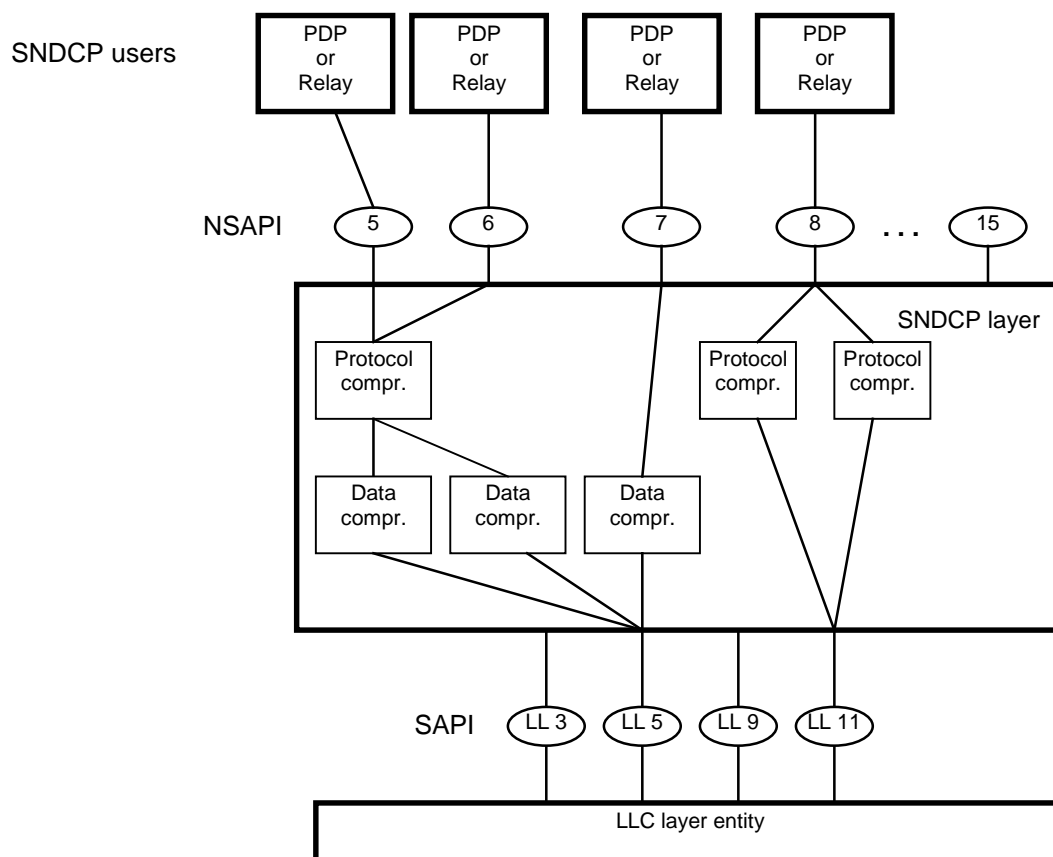 SNDCP users
PDP
or
Relay
PDP
or
Relay
PDP
or
Relay
PDP
or
Relay
NSAPI
5
6
7
8
. . .
15
SNDCP layer
Protocol
compr.
Protocol
compr.
Protocol
compr.
Data
compr.
Data
compr.
Data
compr.
SAPI
LL 3
LL 5
LL 9
LL 11
LLC layer entity